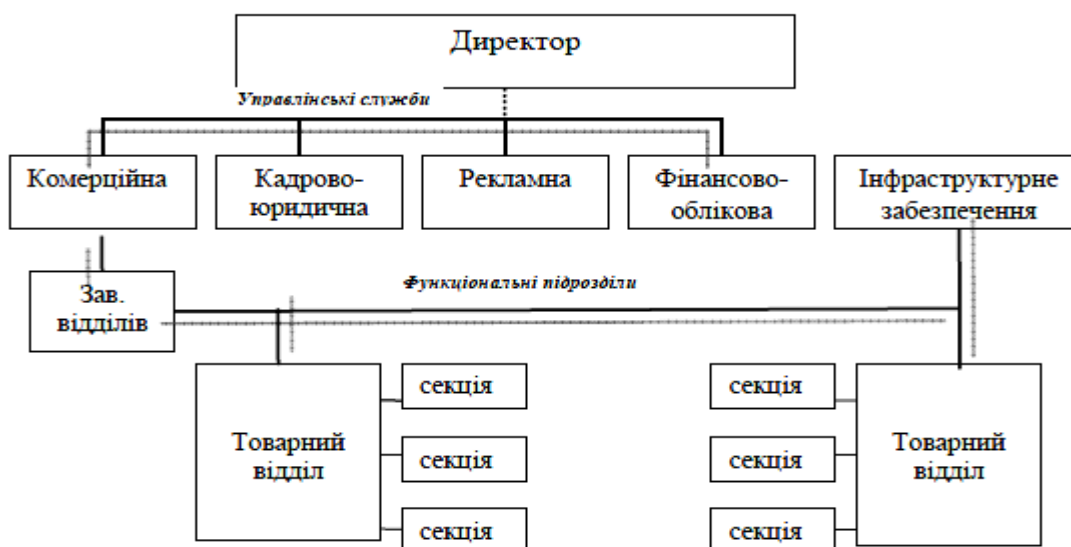 Директор
Управлінські служби
Комерційна
Кадрово-
юридична
Рекламна
Фінансово-
облікова
Інфраструктурне
забезпечення
Зав.
відділів
Функціональні підрозділи
Товарний
відділ
секція
секція
секція
секція
секція
секція
Товарний
відділ